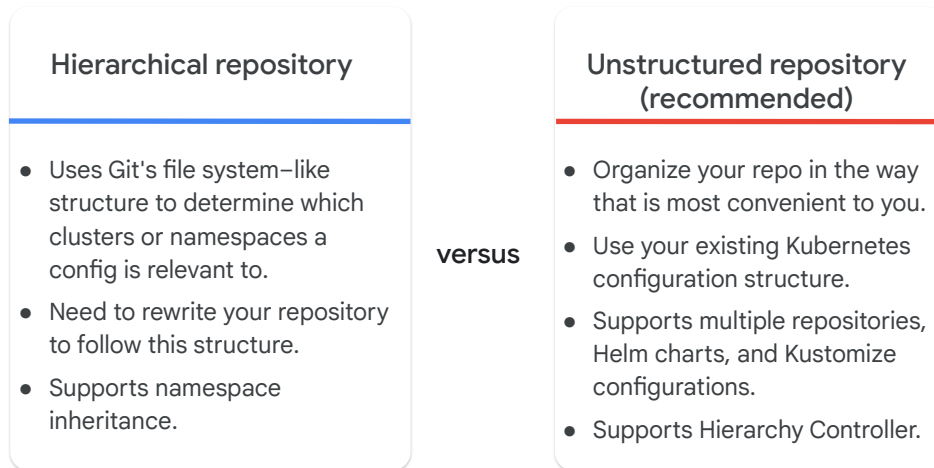 Hierarchical repository
● Uses Git's file system–like
structure to determine which
clusters or namespaces a
config is relevant to.
● Need to rewrite your repository
to follow this structure.
● Supports namespace
inheritance.
versus
Unstructured repository
(recommended)
● Organize your repo in the way
that is most convenient to you.
● Use your existing Kubernetes
configuration structure.
● Supports multiple repositories,
Helm charts, and Kustomize
configurations.
● Supports Hierarchy Controller.